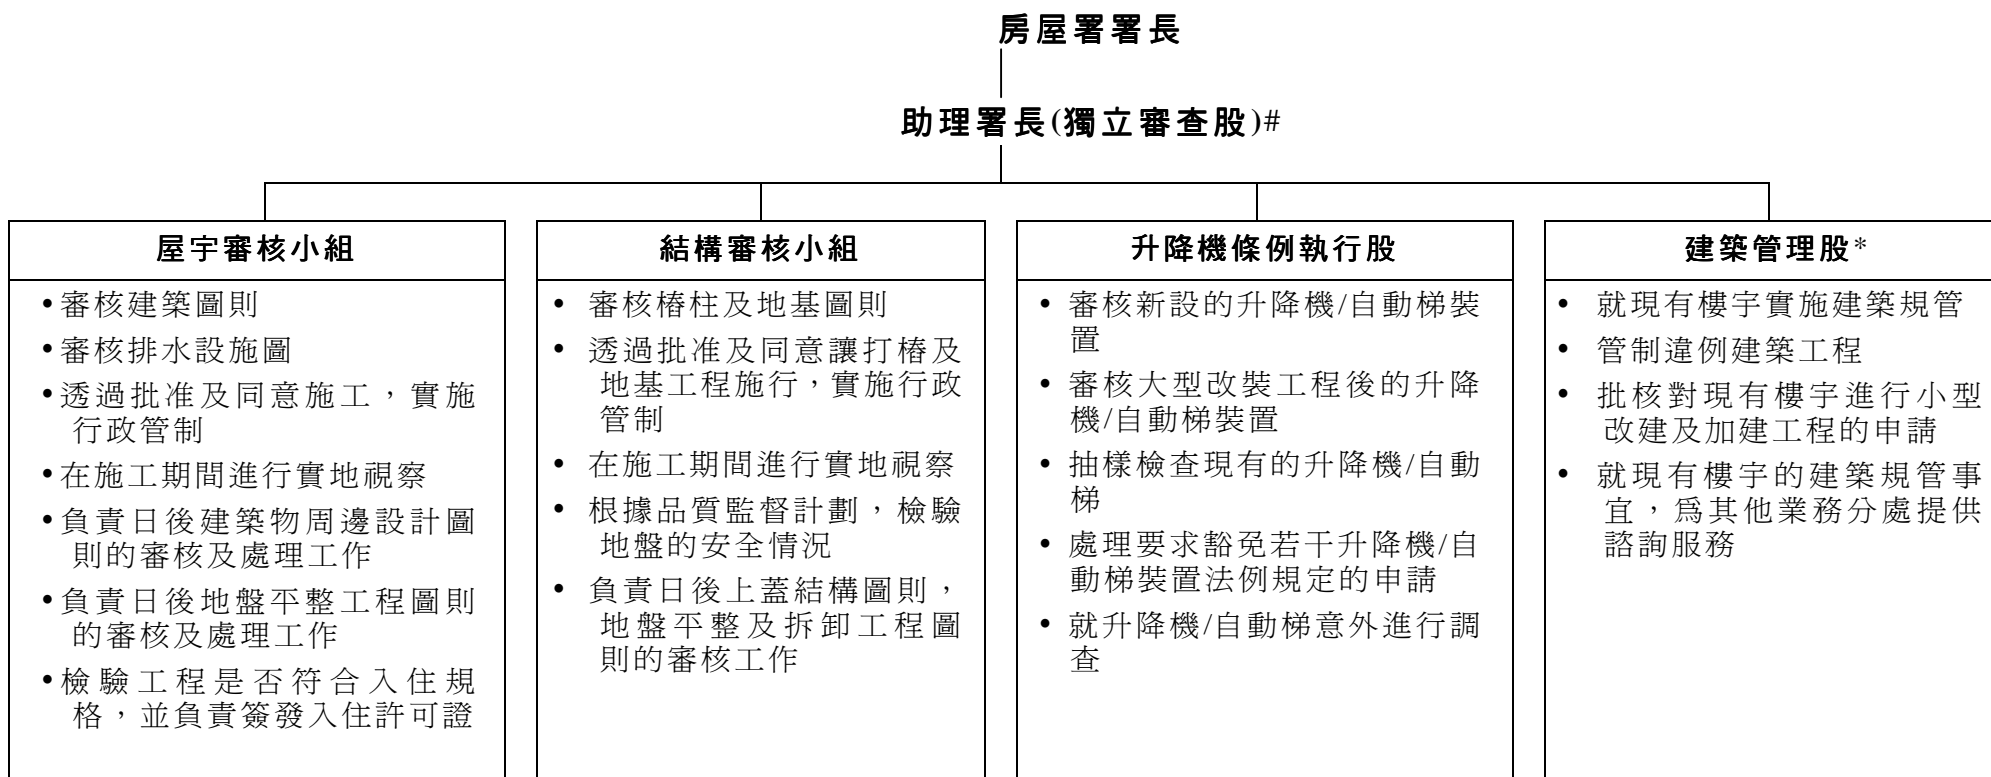 房屋署署長
助理署長(獨立審查股)#
屋宇審核小組
•審核建築圖則
•審核排水設施圖
•透過批准及同意施工，實施
行政管制
•在施工期間進行實地視察
•負責日後建築物周邊設計圖
則的審核及處理工作
•負責日後地盤平整工程圖則
的審核及處理工作
•檢驗工程是否符合入住規
格，並負責簽發入住許可證
結構審核小組
• 審核樁柱及地基圖則
• 透過批准及同意讓打樁及
地基工程施行，實施行政
管制
• 在施工期間進行實地視察
• 根據品質監督計劃，檢驗
地盤的安全情況
• 負責日後上蓋結構圖則，
地盤平整及拆卸工程圖
則的審核工作
升降機條例執行股
• 審核新設的升降機/自動梯裝
置
• 審核大型改裝工程後的升降
機/自動梯裝置
• 抽樣檢查現有的升降機/自動
梯
• 處理要求豁免若干升降機/自
動梯裝置法例規定的申請
• 就升降機/自動梯意外進行調
查
建築管理股*
• 就現有樓宇實施建築規管
• 管制違例建築工程
• 批核對現有樓宇進行小型
改建及加建工程的申請
• 就現有樓宇的建築規管事
宜，爲其他業務分處提供
諮詢服務